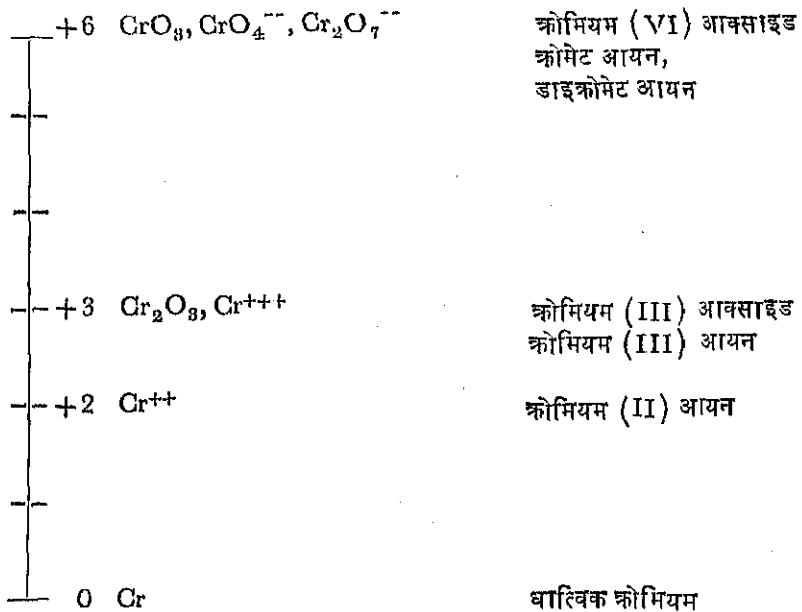 +6 CrO₃, CrO₄⁻⁻, Cr₂O₇⁻⁻ क्रोमियम (VI) आक्साइड
क्रोमेट आयन,
डाइक्रोमेट आयन
+3 Cr₂O₃, Cr⁺⁺⁺ क्रोमियम (III) आक्साइड
क्रोमियम (III) आयन
+2 Cr⁺⁺ क्रोमियम (II) आयन
0 Cr धात्विक क्रोमियम